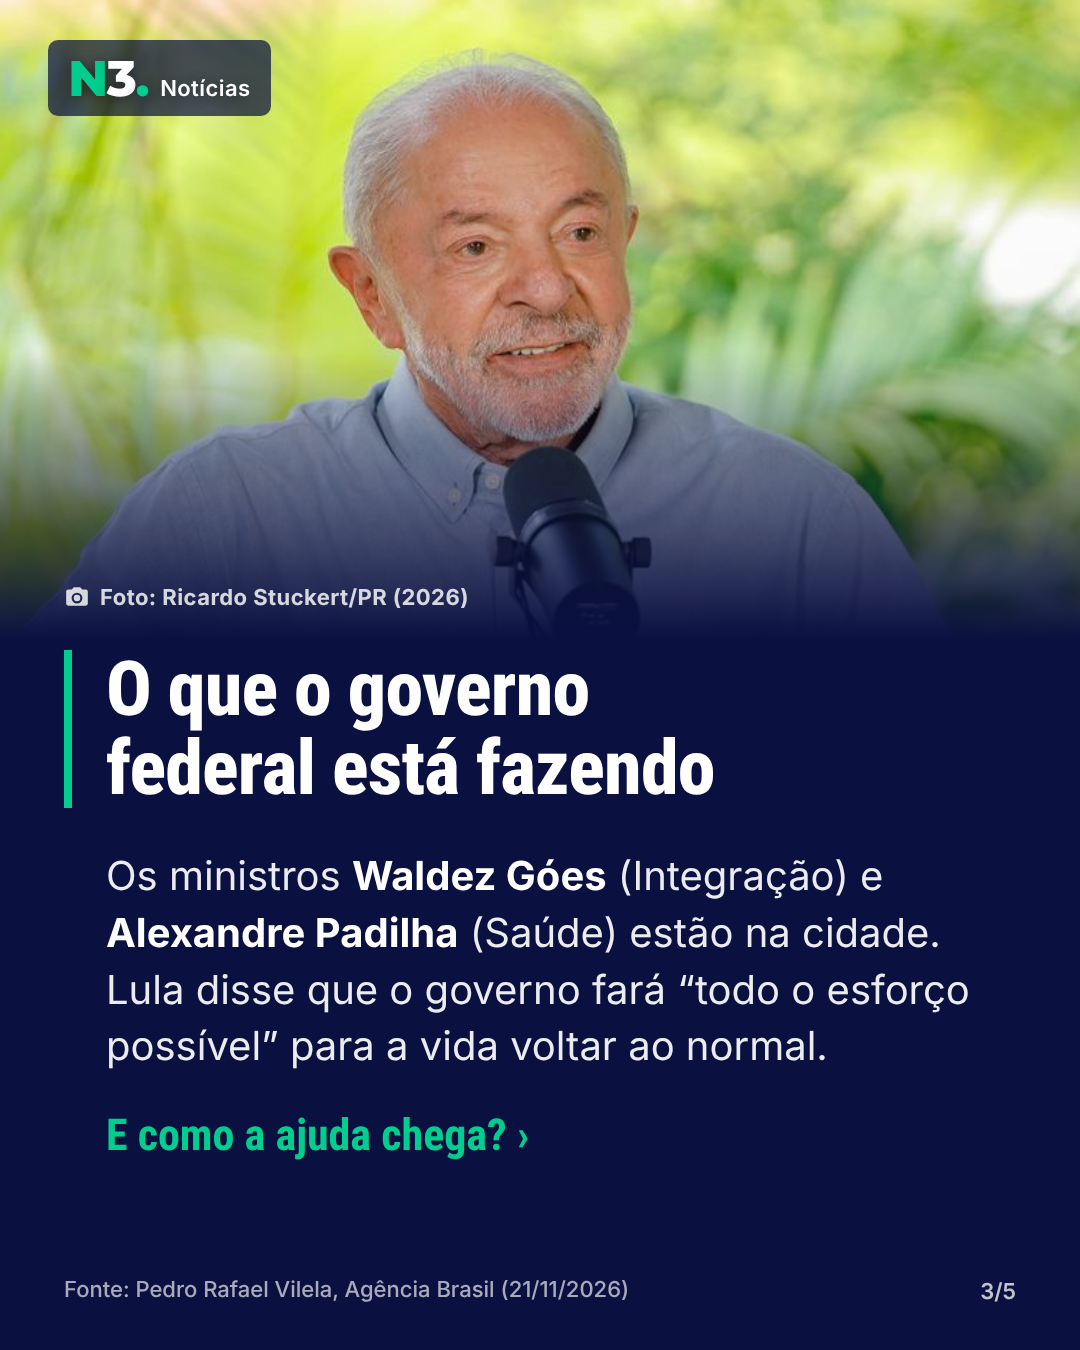 N3. Notícias
Foto: Ricardo Stuckert/PR (2026)
O que o governo
federal está fazendo
Os ministros Waldez Góes (Integração) e
Alexandre Padilha (Saúde) estão na cidade.
Lula disse que o governo fará “todo o esforço
possível” para a vida voltar ao normal.
E como a ajuda chega? ›
Fonte: Pedro Rafael Vilela, Agência Brasil (21/11/2026)
3/5